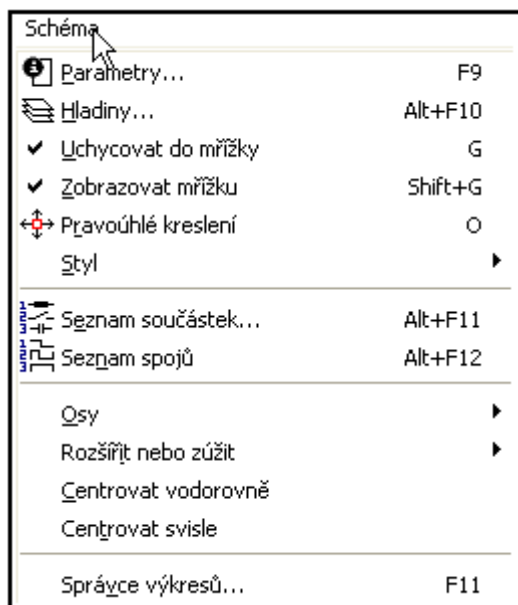 Schéma
Parametry... F9
Hladiny... Alt+F10
Uchycovat do mřížky G
Zobrazovat mřížku Shift+G
Pravoúhlé kreslení O
Styl
Seznam součástek... Alt+F11
Seznam spojů Alt+F12
Osy
Rozšířit nebo zúžit
Centrovat vodorovně
Centrovat svisle
Správce výkresů... F11